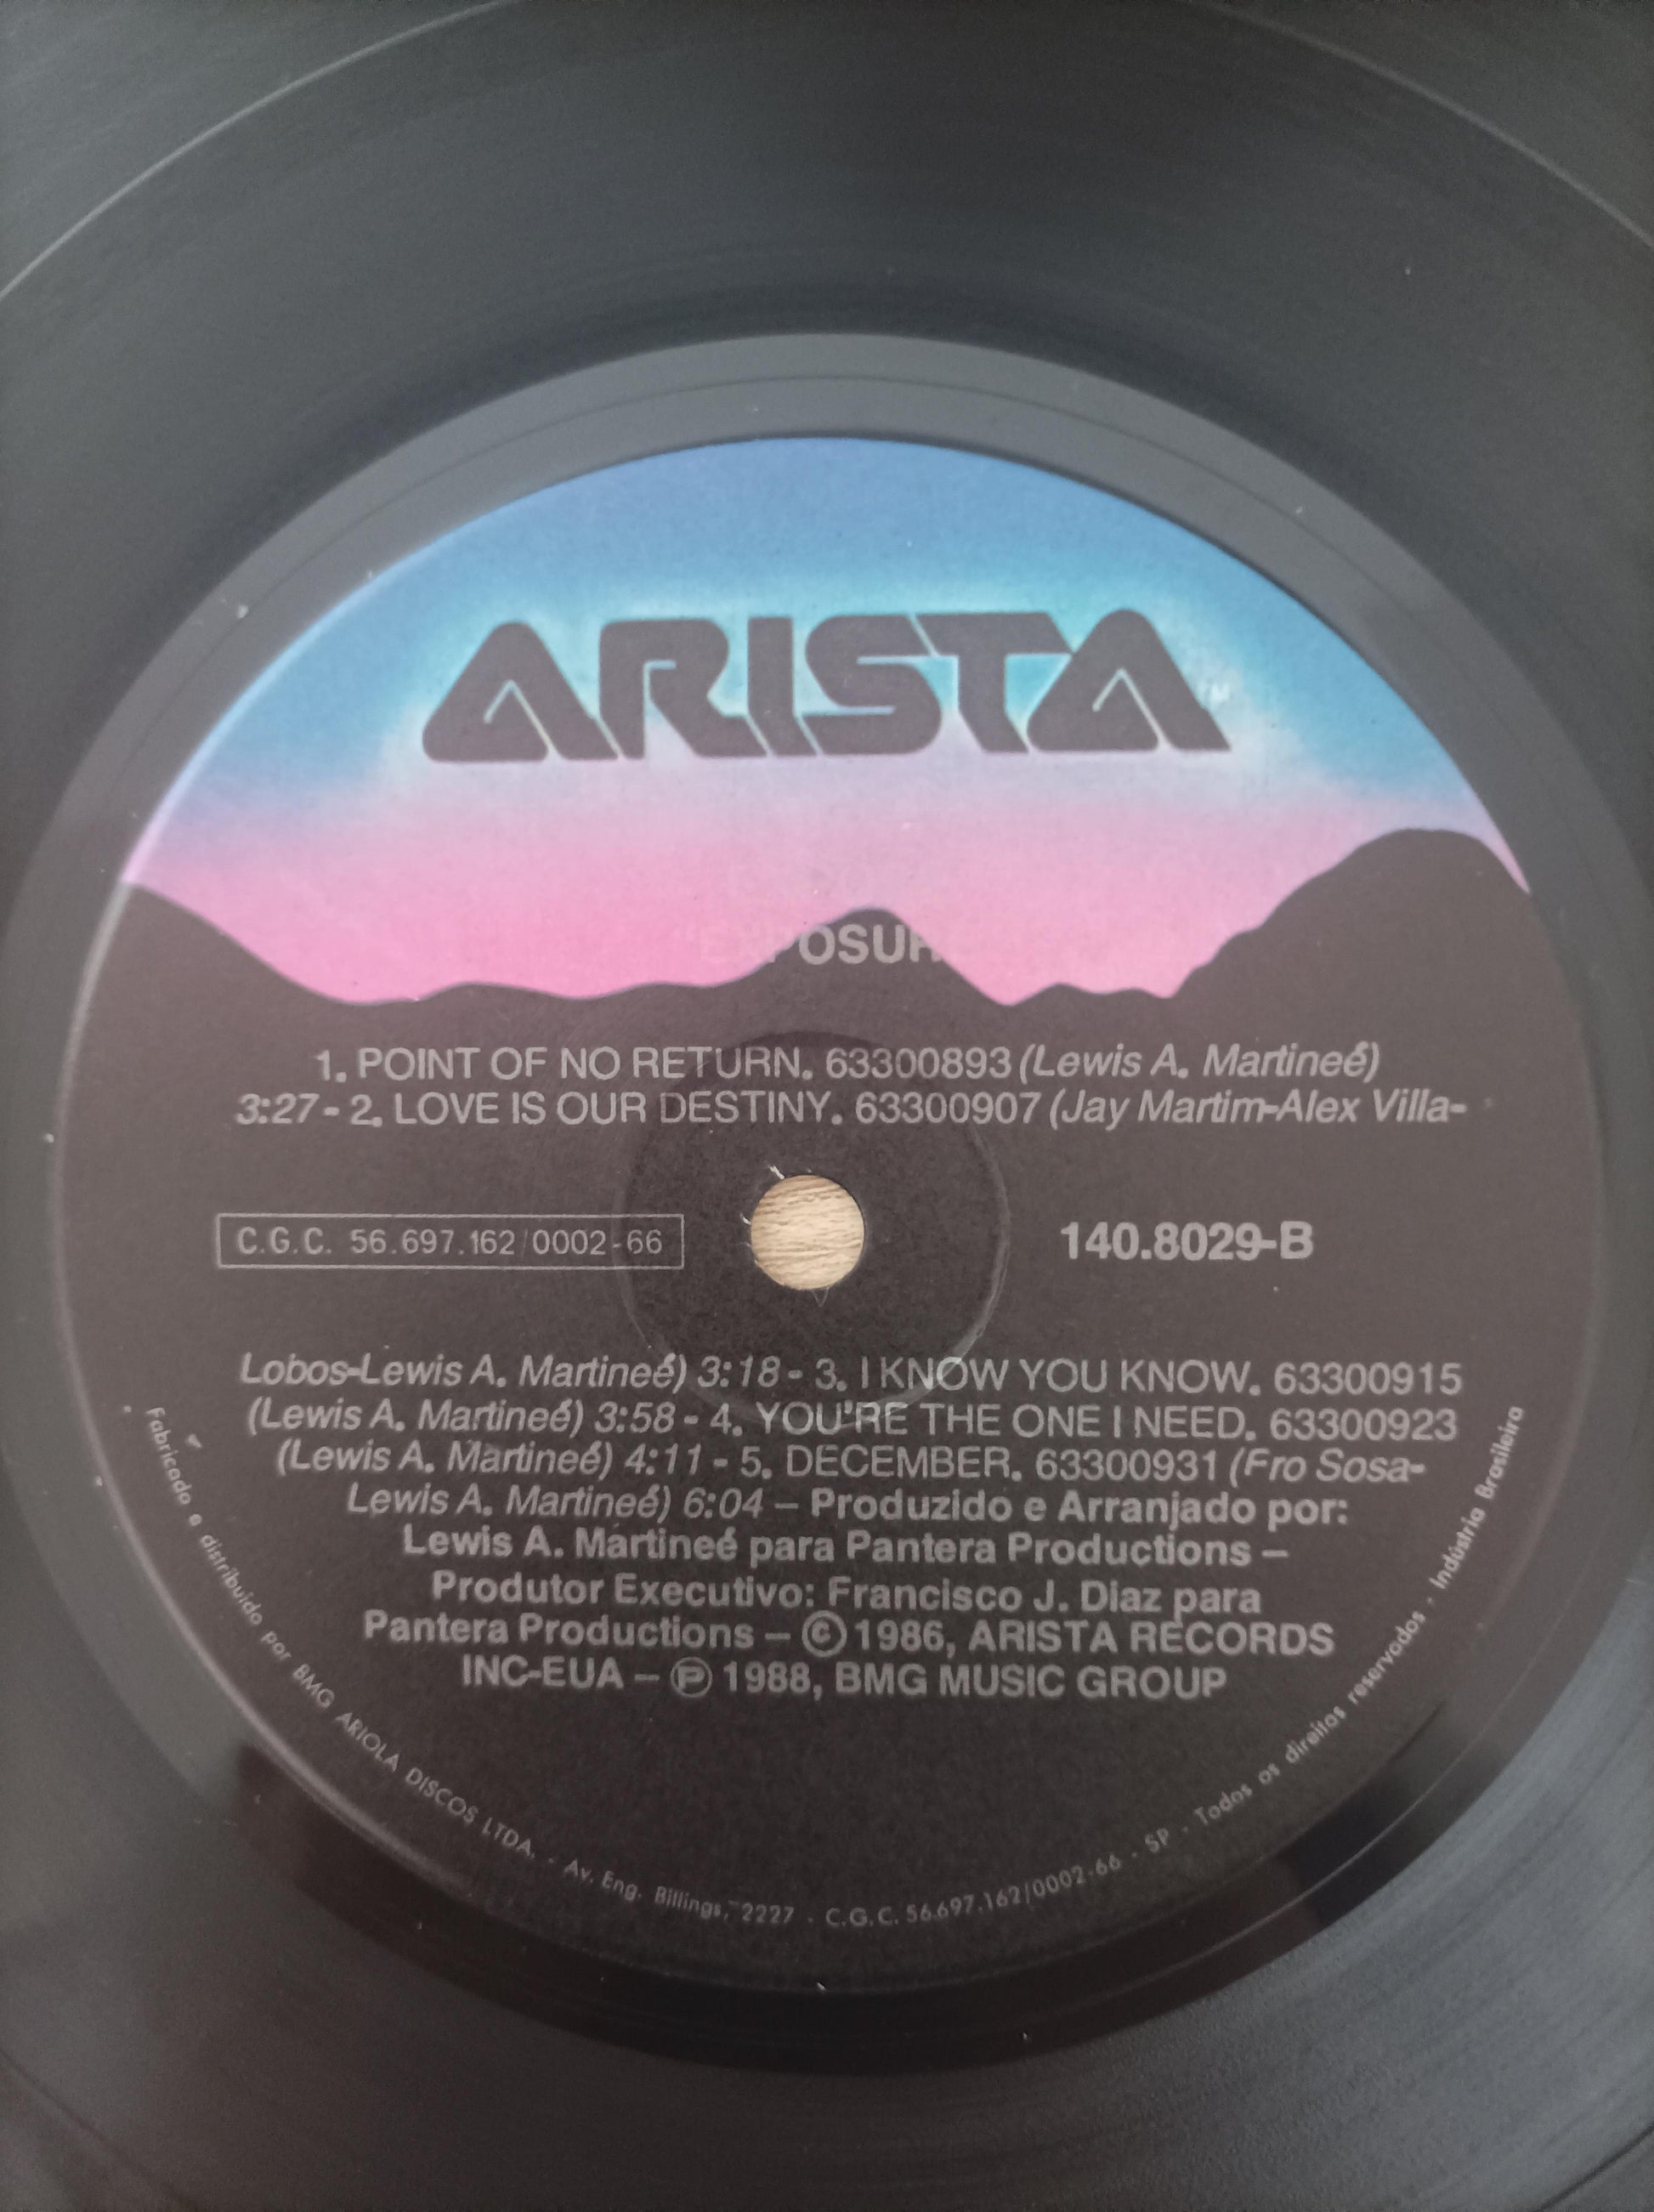 ARISTA
TM
"EXPOSURE"
1. POINT OF NO RETURN. 63300893 (Lewis A. Martineé)
3:27 - 2. LOVE IS OUR DESTINY. 63300907 (Jay Martim-Alex Villa-
C.G.C. 56.697.162/0002-66
140.8029-B
Lobos-Lewis A. Martineé) 3:18 - 3. I KNOW YOU KNOW. 63300915
(Lewis A. Martineé) 3:58 - 4. YOU'RE THE ONE I NEED. 63300923
(Lewis A. Martineé) 4:11 - 5. DECEMBER. 63300931 (Fro Sosa-
Lewis A. Martineé) 6:04 – Produzido e Arranjado por:
Lewis A. Martineé para Pantera Productions –
Produtor Executivo: Francisco J. Diaz para
Pantera Productions – © 1986, ARISTA RECORDS
INC-EUA – ℗ 1988, BMG MUSIC GROUP
Fabricado e distribuido por BMG ARIOLA DISCOS LTDA. - Av. Eng. Billings, 2227 - C.G.C. 56.697.162/0002-66 - SP - Todos os direitos reservados . Indústria Brasileira